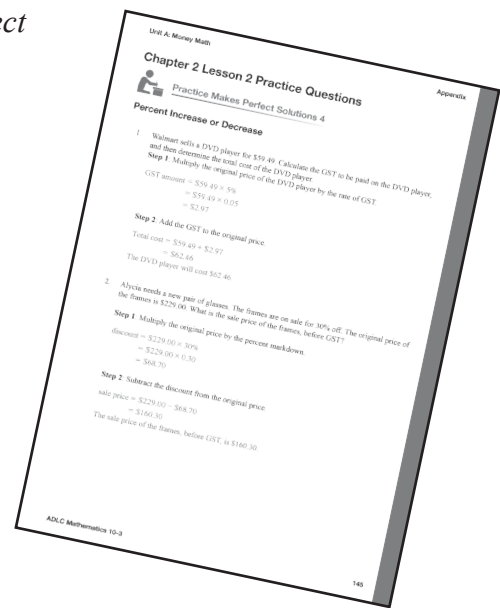 ect
Unit A: Money Math
Appendix
Chapter 2 Lesson 2 Practice Questions
Practice Makes Perfect Solutions 4
Percent Increase or Decrease
1. Walmart sells a DVD player for $59.49. Calculate the GST to be paid on the DVD player,
and then determine the total cost of the DVD player.
Step 1: Multiply the original price of the DVD player by the rate of GST.
GST amount = $59.49 × 5%
= $59.49 × 0.05
= $2.97
Step 2: Add the GST to the original price.
Total cost = $59.49 + $2.97
= $62.46
The DVD player will cost $62.46
2. Alycia needs a new pair of glasses. The frames are on sale for 30% off. The original price of
the frames is $229.00. What is the sale price of the frames, before GST?
Step 1: Multiply the original price by the percent markdown.
discount = $229.00 × 30%
= $229.00 × 0.30
= $68.70
Step 2: Subtract the discount from the original price
sale price = $229.00 − $68.70
= $160.30
The sale price of the frames, before GST, is $160.30.
ADLC Mathematics 10-3
145